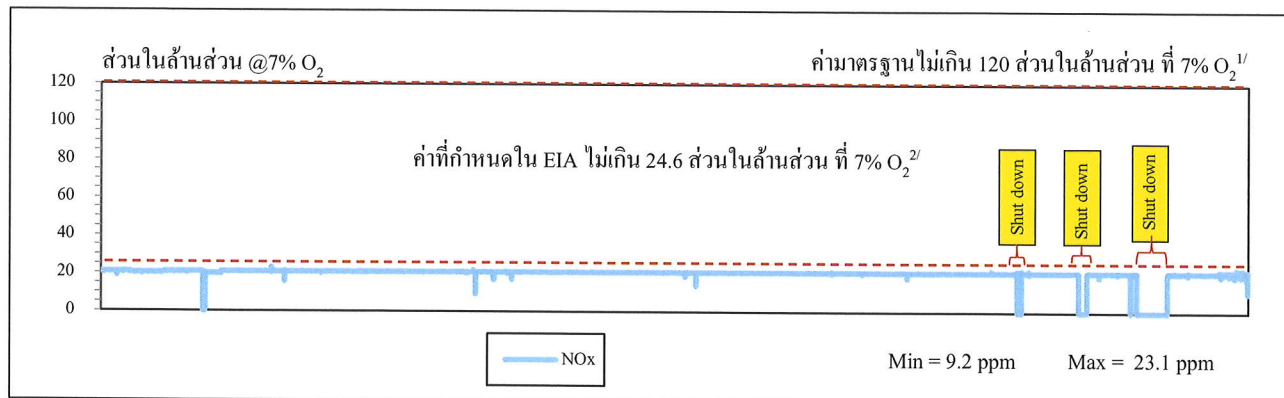 ส่วนในล้านส่วน @7% O₂
ค่ามาตรฐานไม่เกิน 120 ส่วนในล้านส่วน ที่ 7% O₂¹/
120
100
80
60
40
20
0
ค่าที่กำหนดใน EIA ไม่เกิน 24.6 ส่วนในล้านส่วน ที่ 7% O₂²/
Shut down
Shut down
Shut down
NOx
Min = 9.2 ppm
Max = 23.1 ppm